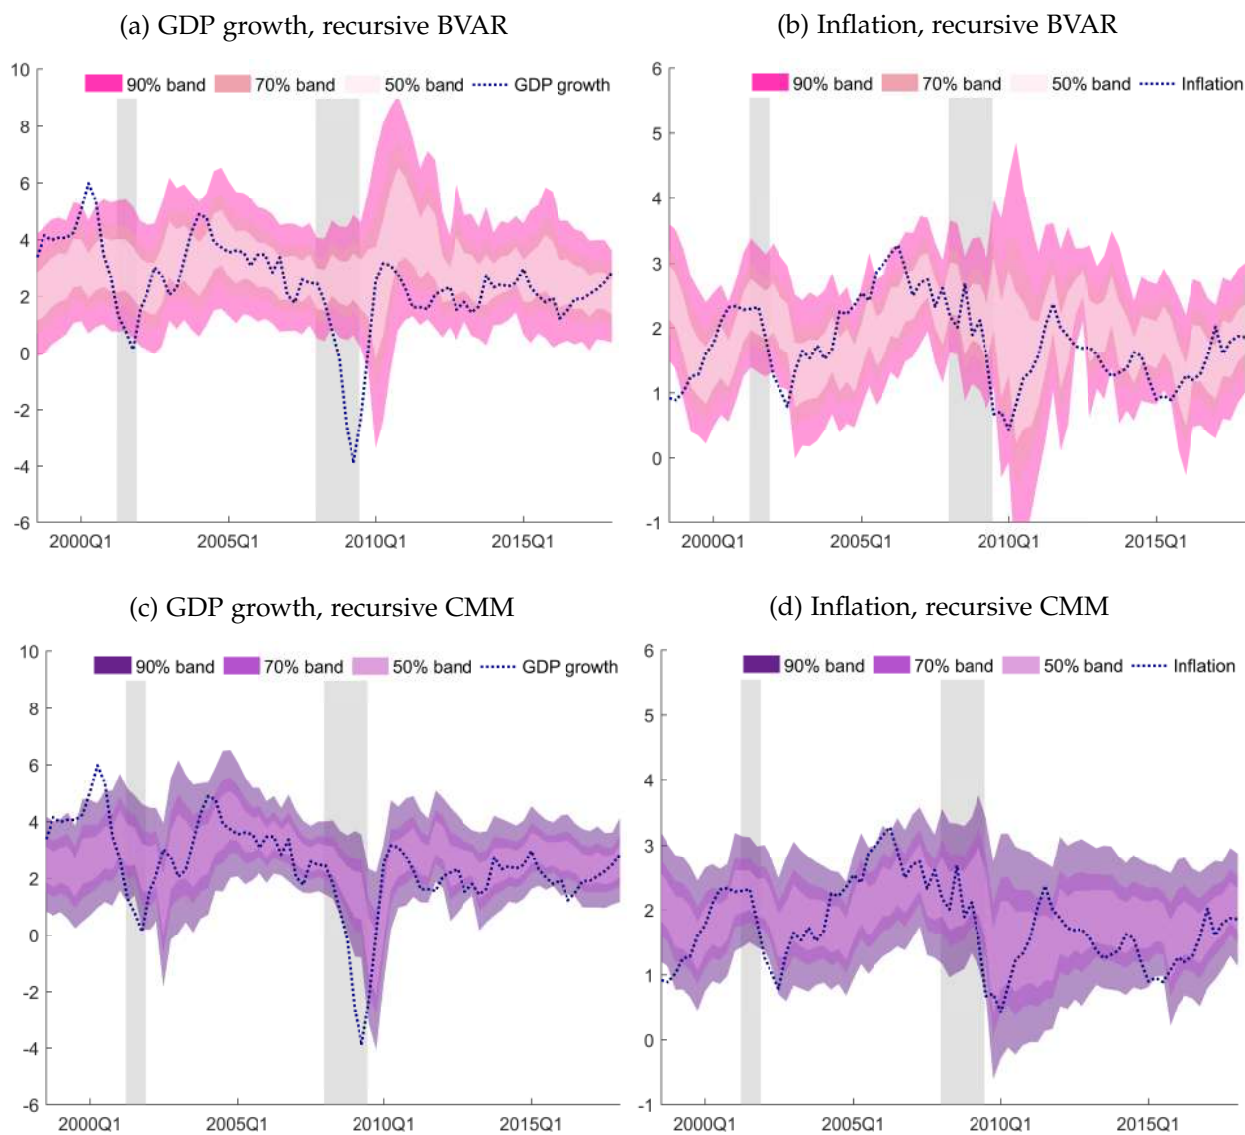 (a) GDP growth, recursive BVAR
10
8
6
4
2
0
-2
-4
-6
90% band 70% band 50% band GDP growth
2000Q1 2005Q1 2010Q1 2015Q1
(b) Inflation, recursive BVAR
6
5
4
3
2
1
0
-1
90% band 70% band 50% band Inflation
2000Q1 2005Q1 2010Q1 2015Q1
(c) GDP growth, recursive CMM
10
8
6
4
2
0
-2
-4
-6
90% band 70% band 50% band GDP growth
2000Q1 2005Q1 2010Q1 2015Q1
(d) Inflation, recursive CMM
6
5
4
3
2
1
0
-1
90% band 70% band 50% band Inflation
2000Q1 2005Q1 2010Q1 2015Q1